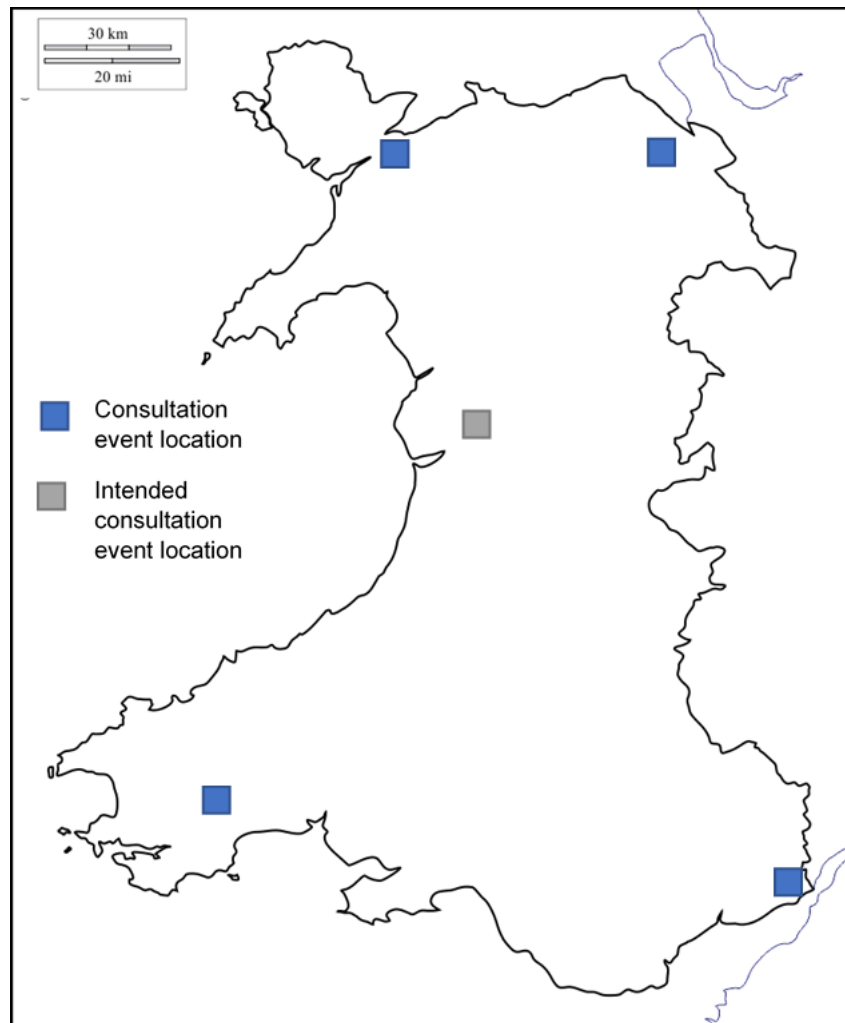 30 km
20 mi
Consultation
event location
Intended
consultation
event location